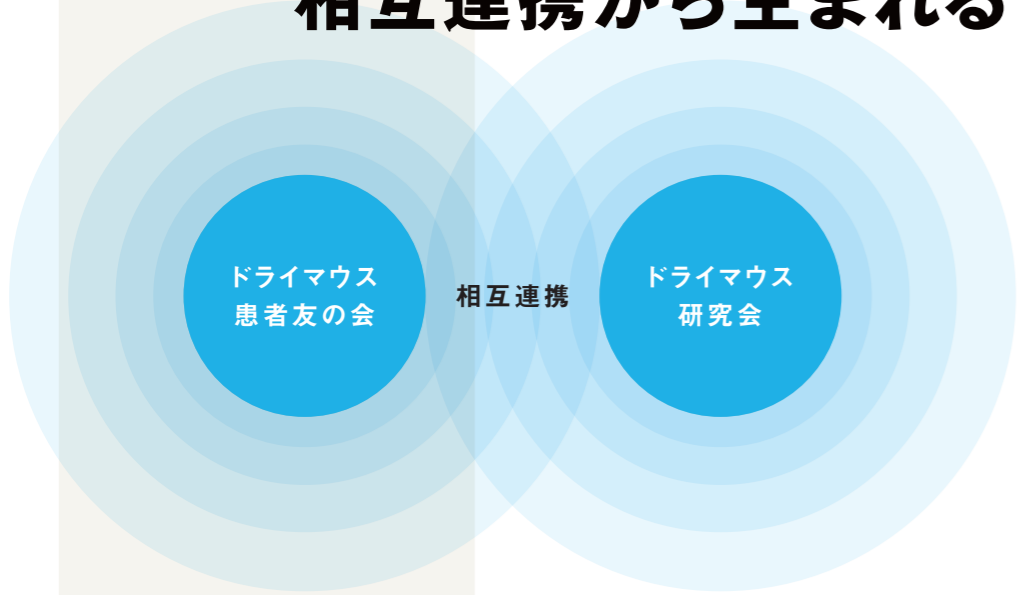 相互連携から生まれる
ドライマウス
患者友の会
相互連携
ドライマウス
研究会